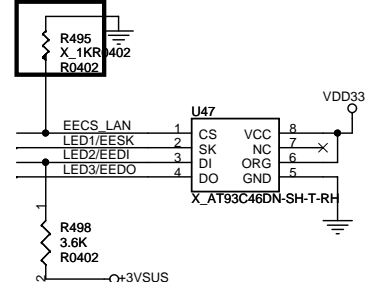 R495
X_1KR0402
R0402
U47
VDD33
EECS_LAN 1 CS VCC 8
LED1/EESK 2 SK NC 7
LED2/EEDI 3 DI ORG 6
LED3/EEDO 4 DO GND 5
X_AT93C46DN-SH-T-RH
1
R498
3.6K
R0402
2
+3VSUS